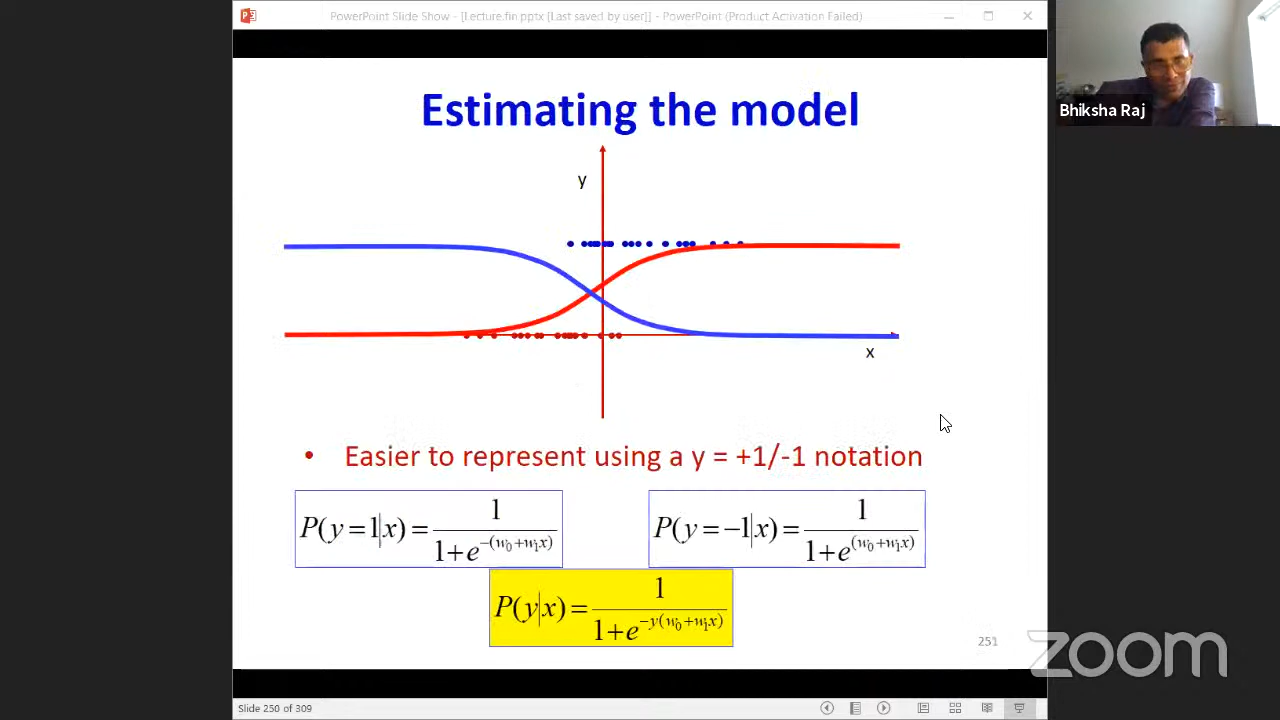 PowerPoint Slide Show - [Lecture.fin.pptx [Last saved by user]] - PowerPoint (Product Activation Failed)
Bhiksha Raj
Estimating the model
y
x
• Easier to represent using a y = +1/-1 notation
P(y=1|x)=1/(1+e^{-(w₀+w₁x)})
P(y=-1|x)=1/(1+e^{(w₀+w₁x)})
P(y|x)=1/(1+e^{-y(w₀+w₁x)})
251
zoom
Slide 250 of 309